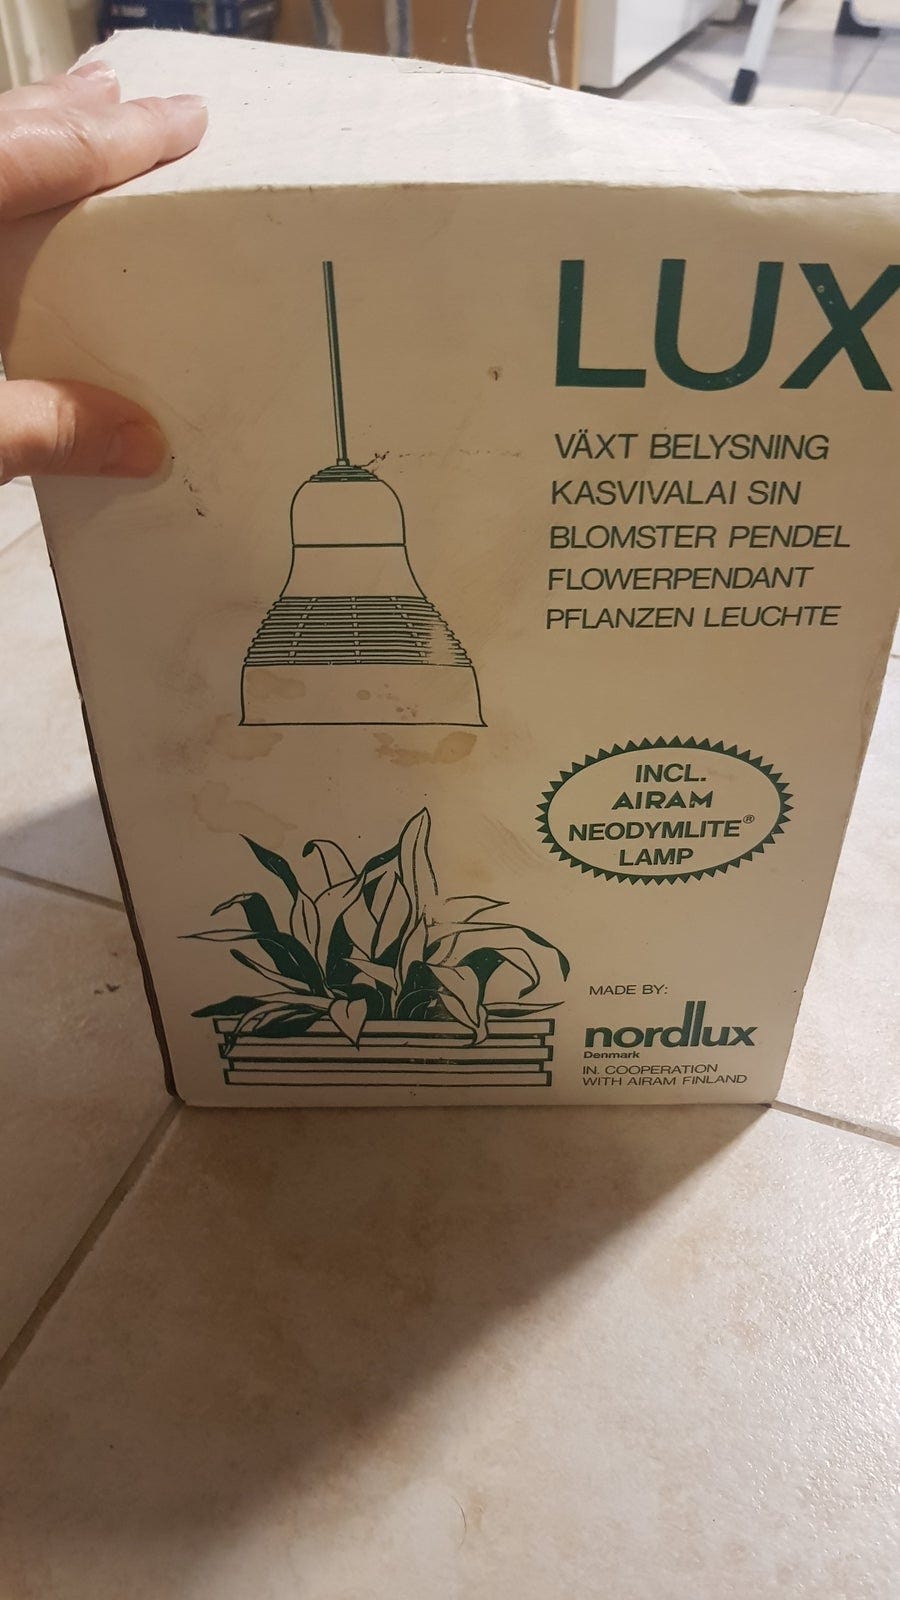 LUX
VÄXT BELYSNING
KASVIVALAI SIN
BLOMSTER PENDEL
FLOWERPENDANT
PFLANZEN LEUCHTE
INCL.
AIRAM
NEODYMLITE®
LAMP
MADE BY:
nordlux
Denmark
IN. COOPERATION
WITH AIRAM FINLAND